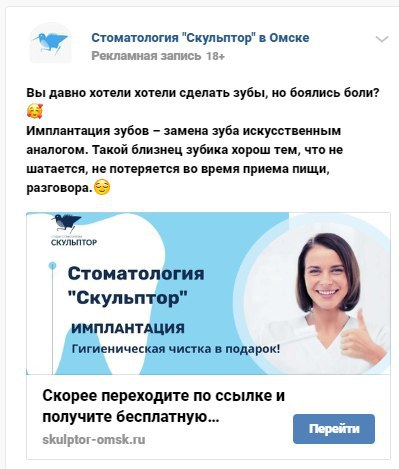 Стоматология "Скульптор" в Омске
Рекламная запись 18+
Вы давно хотели хотели сделать зубы, но боялись боли?
Имплантация зубов – замена зуба искусственным
аналогом. Такой близнец зубика хорош тем, что не
шатается, не потеряется во время приема пищи,
разговора.
СКУЛЬПТОР
Стоматология
"Скульптор"
ИМПЛАНТАЦИЯ
Гигиеническая чистка в подарок!
Скорее переходите по ссылке и
получите бесплатную...
skulptor-omsk.ru
Перейти